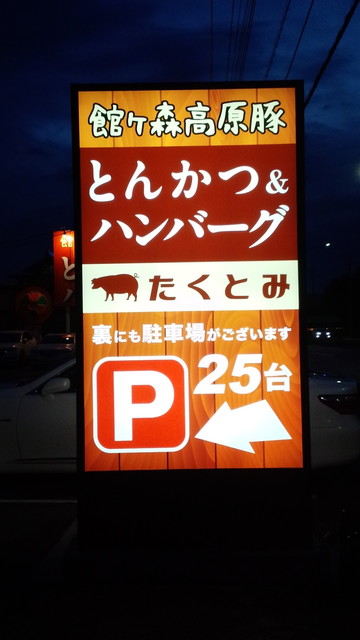 館ヶ森高原豚
とんかつ&
ハンバーグ
たくとみ
裏にも駐車場がございます
P
25台